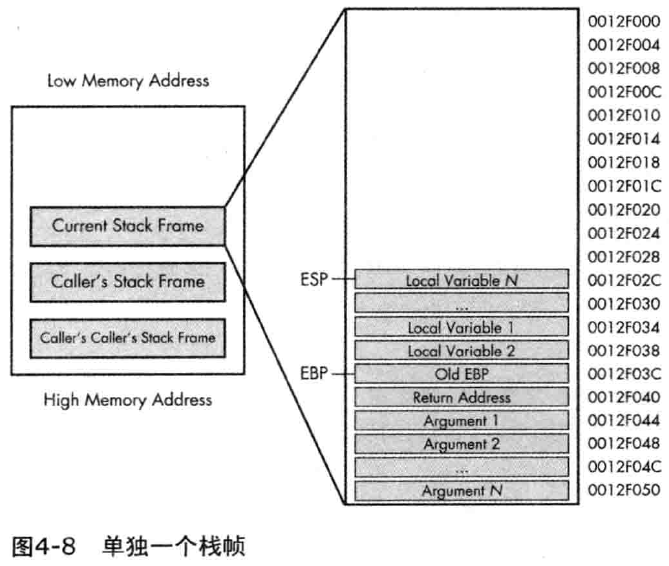 Low Memory Address
Current Stack Frame
Caller's Stack Frame
Caller's Caller's Stack Frame
High Memory Address
0012F000
0012F004
0012F008
0012F00C
0012F010
0012F014
0012F018
0012F01C
0012F020
0012F024
0012F028
ESP Local Variable N 0012F02C
... 0012F030
Local Variable 1 0012F034
Local Variable 2 0012F038
EBP Old EBP 0012F03C
Return Address 0012F040
Argument 1 0012F044
Argument 2 0012F048
... 0012F04C
Argument N 0012F050
图4-8 单独一个栈帧